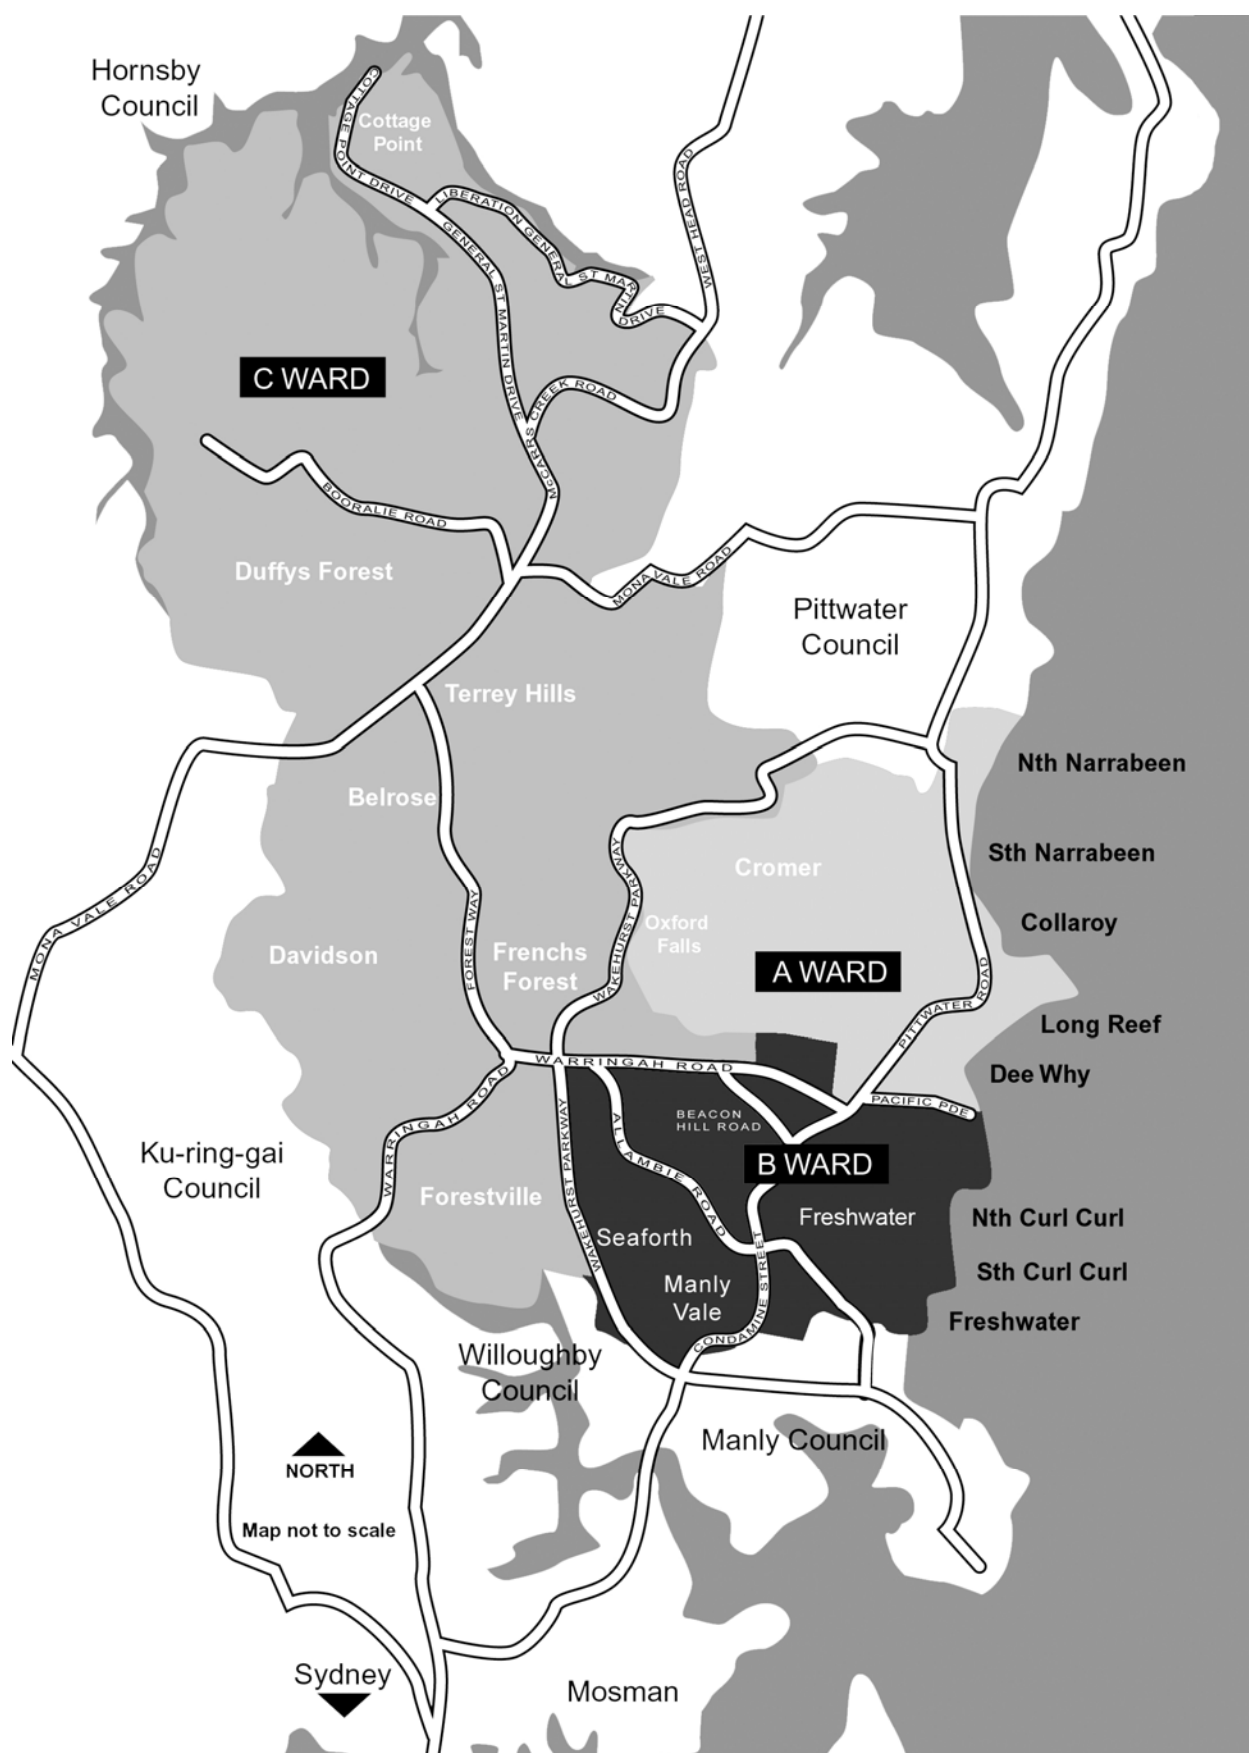 Hornsby
Council
COTTAGE POINT DRIVE
Cottage
Point
LIBERATION GENERAL ST MARTIN DRIVE
GENERAL ST MARTIN DRIVE
WEST HEAD ROAD
C WARD
McCARRS CREEK ROAD
BOORALIE ROAD
Duffys Forest
MONA VALE ROAD
Pittwater
Council
Terrey Hills
Nth Narrabeen
Belrose
Sth Narrabeen
MONA VALE ROAD
WAKEHURST PARKWAY
Cromer
Collaroy
Oxford
Falls
FOREST WAY
Davidson
Frenchs
Forest
A WARD
PITTWATER ROAD
Long Reef
WARRINGAH ROAD
Dee Why
WARRINGAH ROAD
PACIFIC PDE
BEACON
HILL ROAD
WAKEHURST PARKWAY
ALLAMBIE ROAD
Ku-ring-gai
Council
B WARD
Forestville
Freshwater
Nth Curl Curl
Seaforth
CONDAMINE STREET
Sth Curl Curl
Manly
Vale
Freshwater
Willoughby
Council
Manly Council
NORTH
Map not to scale
Sydney
Mosman